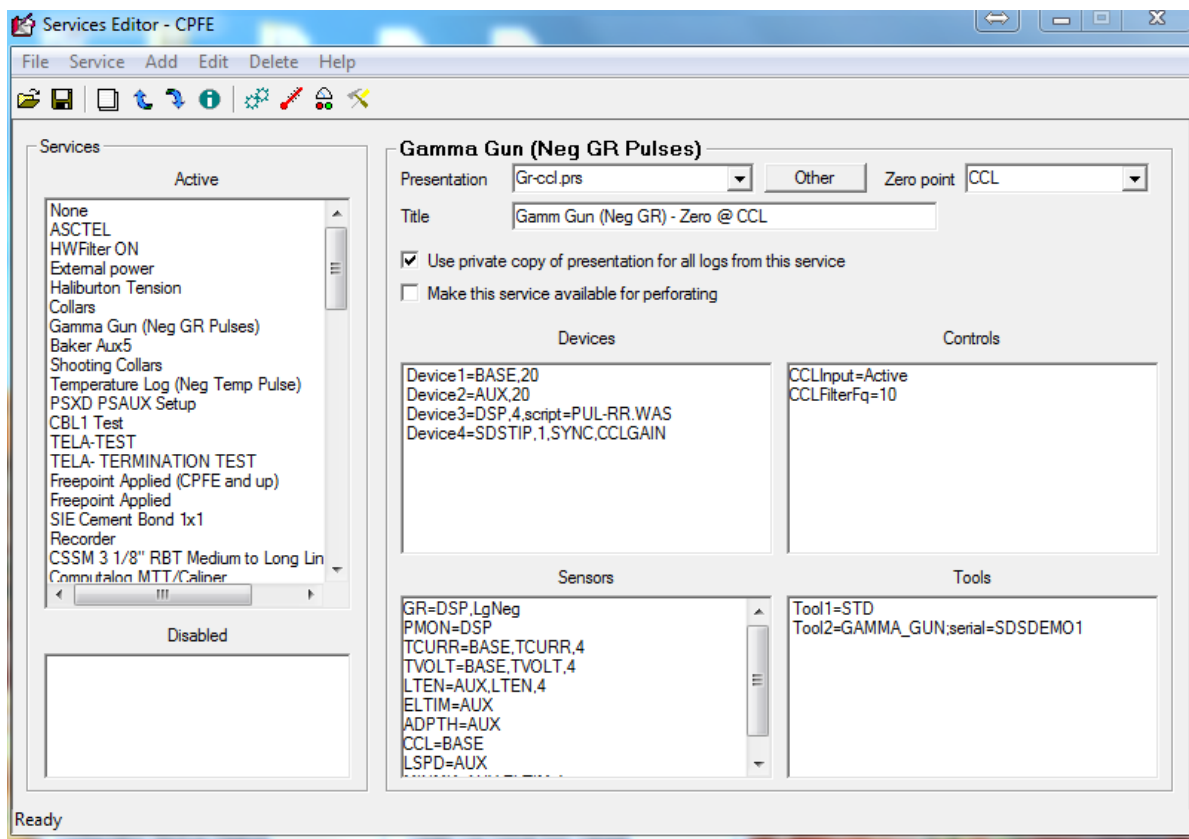 Services Editor - CPFE
File Service Add Edit Delete Help
Services
Active
None
ASCTEL
HWFilter ON
External power
Haliburton Tension
Collars
Gamma Gun (Neg GR Pulses)
Baker Aux5
Shooting Collars
Temperature Log (Neg Temp Pulse)
PSXD PSAUX Setup
CBL1 Test
TELA-TEST
TELA- TERMINATION TEST
Freepoint Applied (CPFE and up)
Freepoint Applied
SIE Cement Bond 1x1
Recorder
CSSM 3 1/8" RBT Medium to Long Lin
Computalog MTT/Caliper
Disabled
Gamma Gun (Neg GR Pulses)
Presentation Gr-ccl.prs Other Zero point CCL
Title Gamm Gun (Neg GR) - Zero @ CCL
Use private copy of presentation for all logs from this service
Make this service available for perforating
Devices
Device1=BASE,20
Device2=AUX,20
Device3=DSP,4,script=PUL-RR.WAS
Device4=SDSTIP,1,SYNC,CCLGAIN
Controls
CCLInput=Active
CCLFilterFq=10
Sensors
GR=DSP,LgNeg
PMON=DSP
TCURR=BASE,TCURR,4
TVOLT=BASE,TVOLT,4
LTEN=AUX,LTEN,4
ELTIM=AUX
ADPTH=AUX
CCL=BASE
LSPD=AUX
Tools
Tool1=STD
Tool2=GAMMA_GUN;serial=SDSDEMO1
Ready